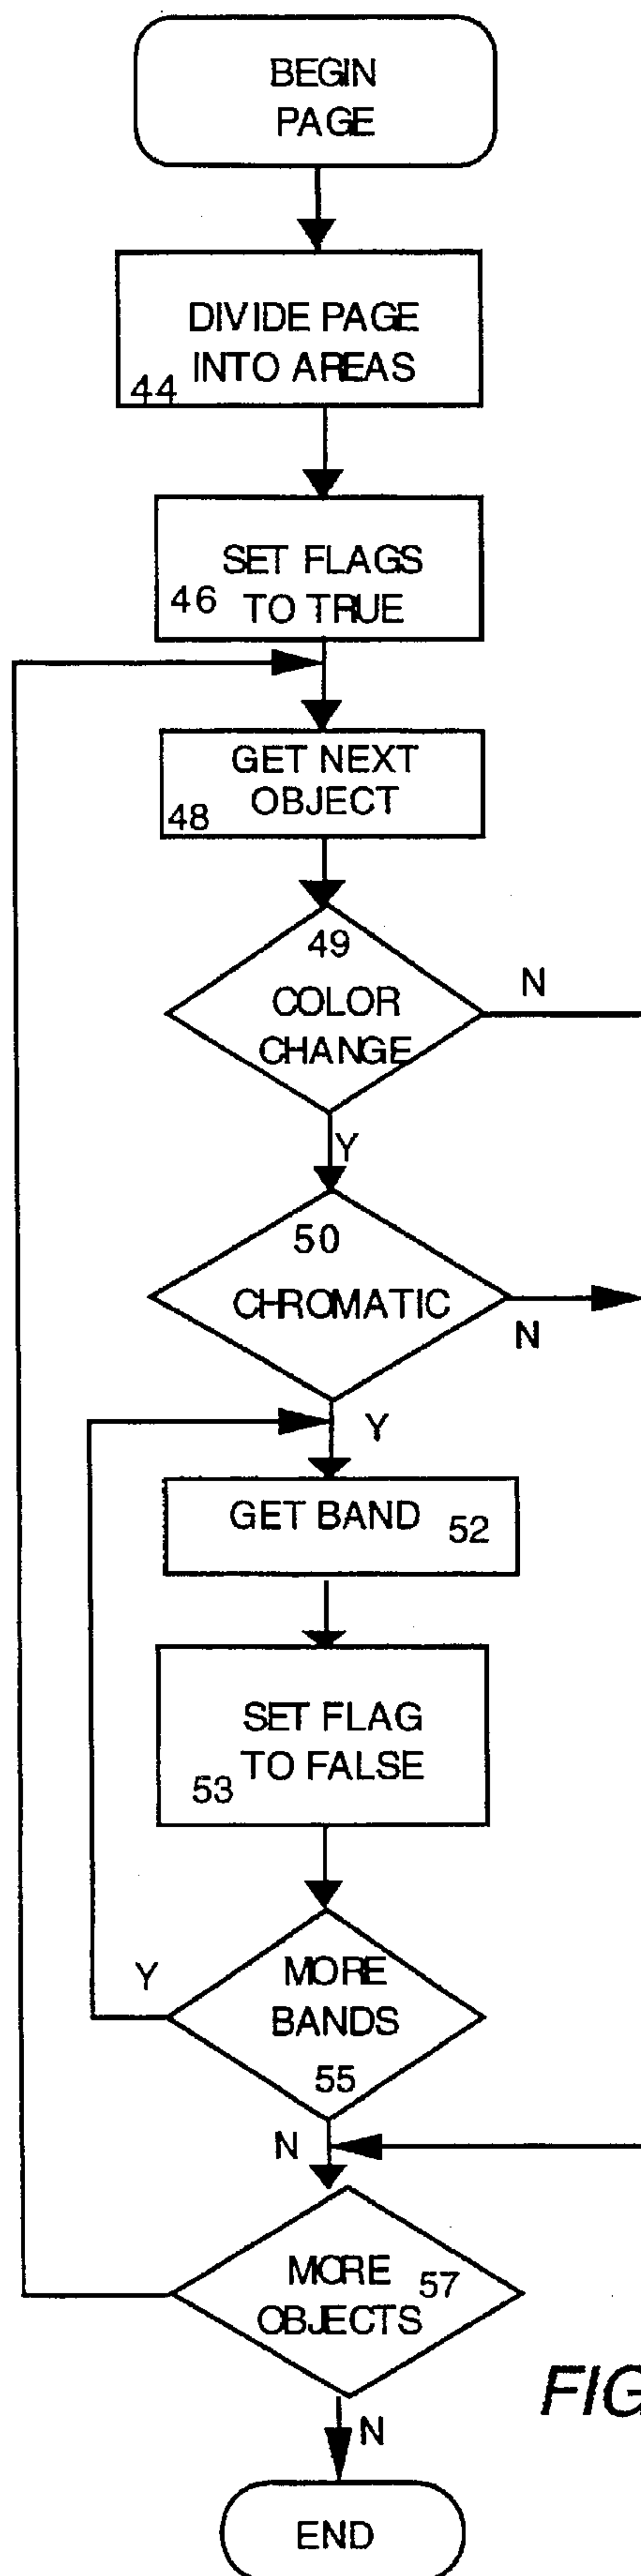 BEGIN
PAGE
DIVIDE PAGE
INTO AREAS
44
SET FLAGS
46 TO TRUE
GET NEXT
OBJECT
48
49
COLOR
CHANGE
N
Y
50
CHROMATIC
N
Y
GET BAND 52
SET FLAG
TO FALSE
53
MORE
BANDS
55
Y
N
MORE 57
OBJECTS
FIG
N
END